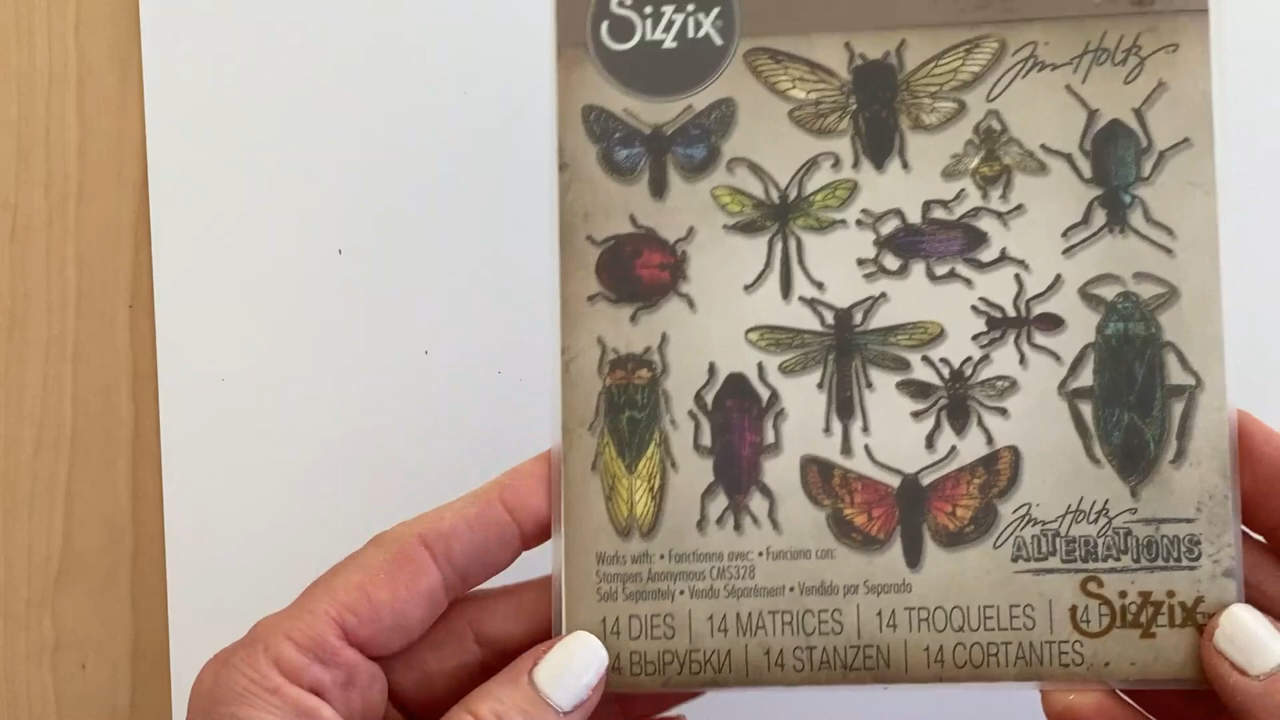 Sizzix
Tim Holtz
Works with: • Fonctionne avec: • Funciona con:
Stampers Anonymous CMS328
Sold Separately • Vendu Séparément • Vendido por Separado
Tim Holtz
ALTERATIONS
Sizzix
14 DIES | 14 MATRICES | 14 TROQUELES |
14 ВЫРУБКИ | 14 STANZEN | 14 CORTANTES